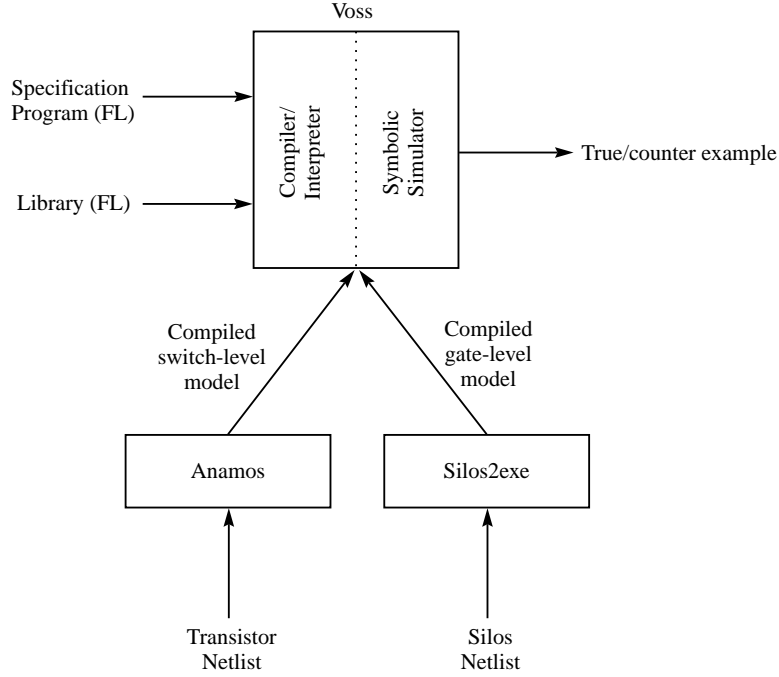 Voss
Specification
Program (FL)
Compiler/
Interpreter
Symbolic
Simulator
True/counter example
Library (FL)
Compiled
switch-level
model
Compiled
gate-level
model
Anamos
Silos2exe
Transistor
Netlist
Silos
Netlist